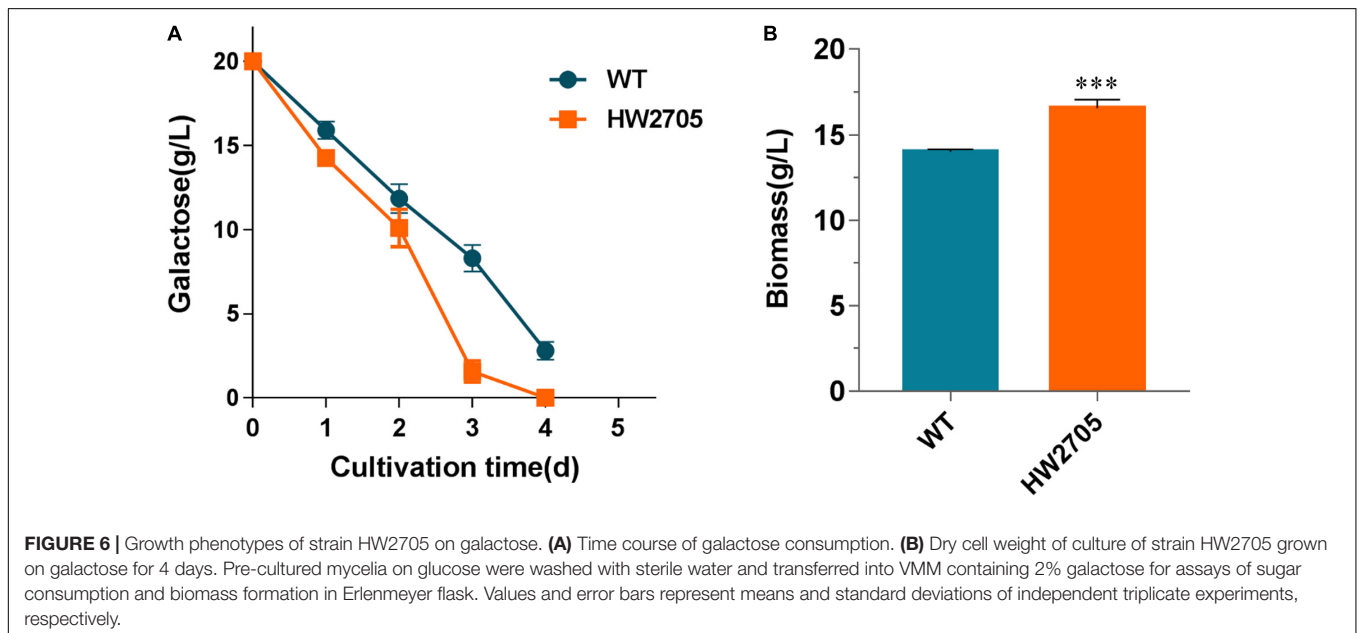 A
20
15
10
5
0
Galactose(g/L)
WT
HW2705
0 1 2 3 4 5
Cultivation time(d)
B
20
15
10
5
0
Biomass(g/L)
***
WT
HW2705
FIGURE 6 | Growth phenotypes of strain HW2705 on galactose. (A) Time course of galactose consumption. (B) Dry cell weight of culture of strain HW2705 grown
on galactose for 4 days. Pre-cultured mycelia on glucose were washed with sterile water and transferred into VMM containing 2% galactose for assays of sugar
consumption and biomass formation in Erlenmeyer flask. Values and error bars represent means and standard deviations of independent triplicate experiments,
respectively.